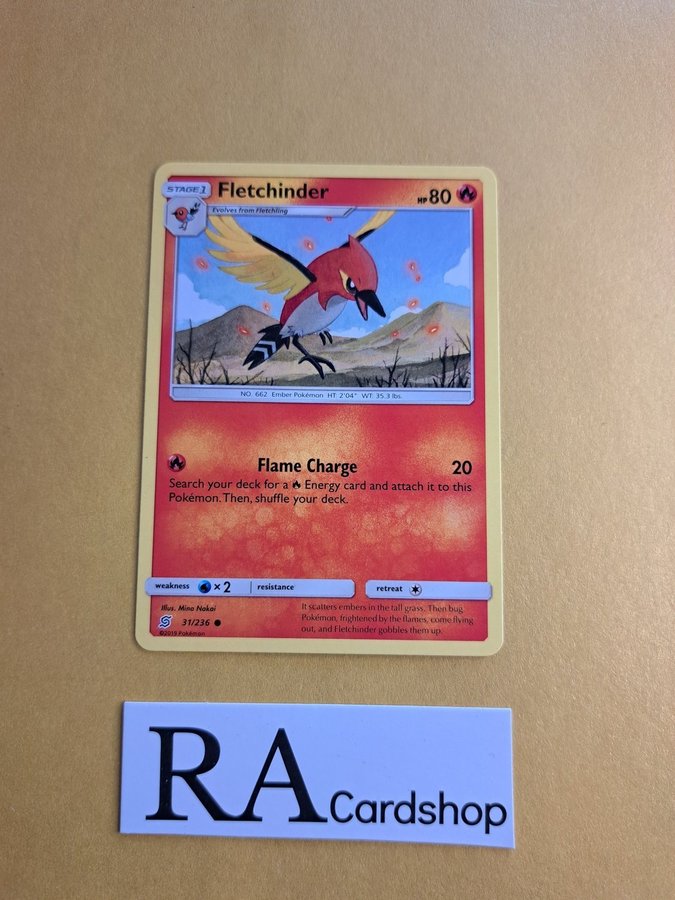 STAGE 1 Fletchinder HP 80
Evolves from Fletchling
NO. 662 Ember Pokémon HT: 2'04" WT: 35.3 lbs.
Flame Charge 20
Search your deck for a Energy card and attach it to this
Pokémon. Then, shuffle your deck.
weakness ×2 resistance retreat
Illus. Mina Nakai
31/236
©2019 Pokémon
It scatters embers in the tall grass. Then bug
Pokémon, frightened by the flames, come flying
out, and Fletchinder gobbles them up.
RA Cardshop